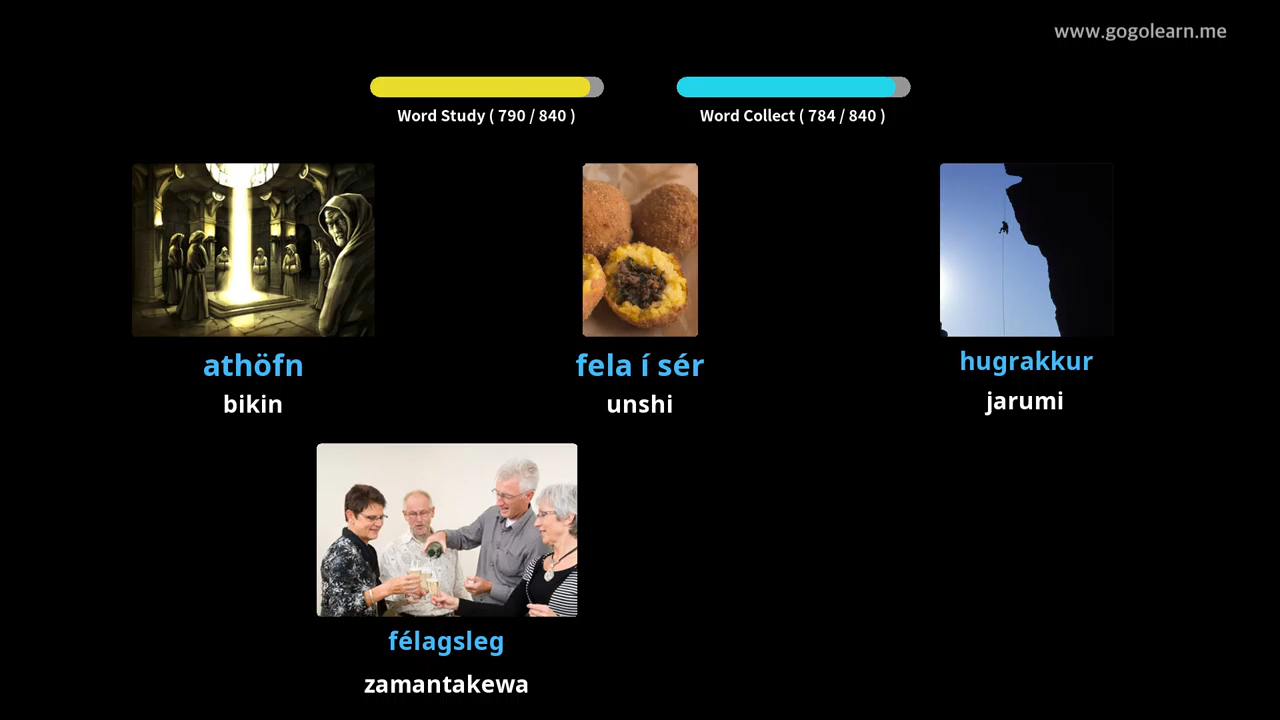 www.gogolearn.me
Word Study ( 790 / 840 )
Word Collect ( 784 / 840 )
athöfn
bikin
fela í sér
unshi
hugrakkur
jarumi
félagsleg
zamantakewa